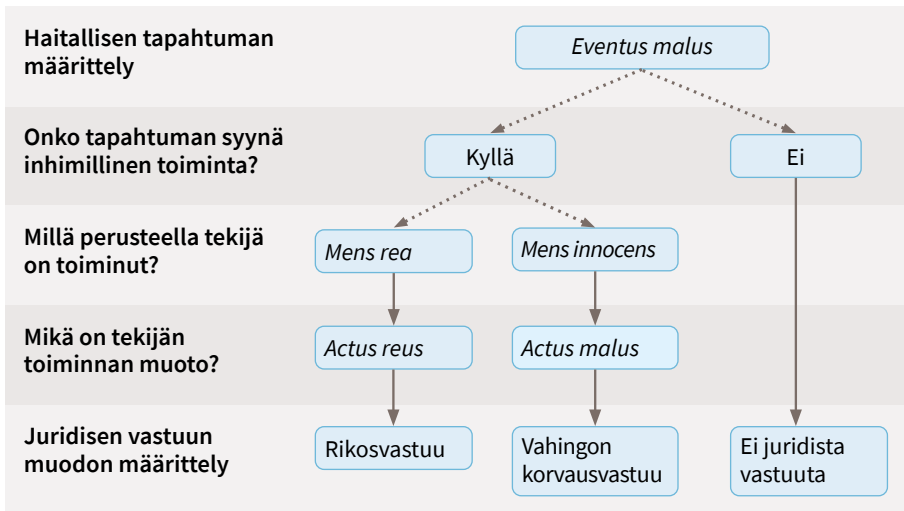 Haitallisen tapahtuman
määrittely
Eventus malus
Onko tapahtuman syynä
inhimillinen toiminta?
Kyllä
Ei
Millä perusteella tekijä
on toiminut?
Mens rea
Mens innocens
Mikä on tekijän
toiminnan muoto?
Actus reus
Actus malus
Juridisen vastuun
muodon määrittely
Rikosvastuu
Vahingon
korvausvastuu
Ei juridista
vastuuta